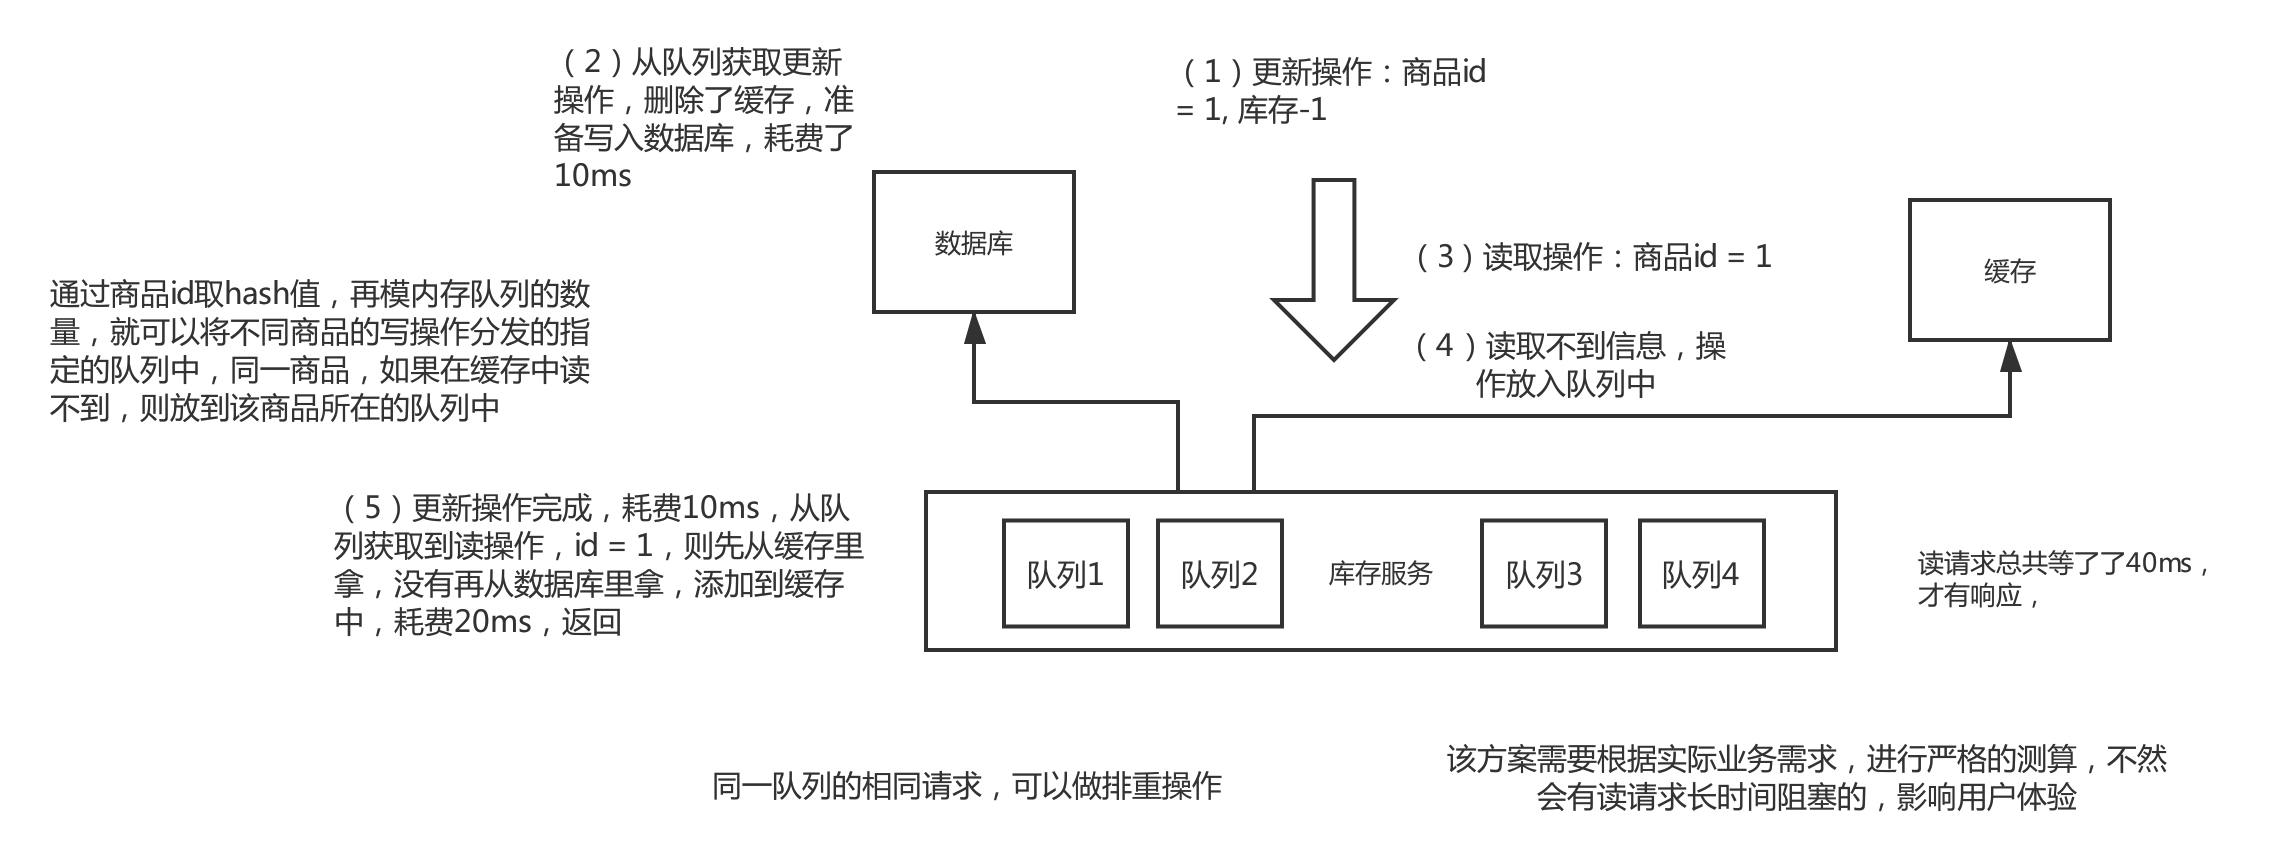 （2）从队列获取更新
操作，删除了缓存，准
备写入数据库，耗费了
10ms
（1）更新操作：商品id
= 1, 库存-1
数据库
（3）读取操作：商品id = 1
缓存
通过商品id取hash值，再模内存队列的数
量，就可以将不同商品的写操作分发的指
定的队列中，同一商品，如果在缓存中读
不到，则放到该商品所在的队列中
（4）读取不到信息，操
作放入队列中
（5）更新操作完成，耗费10ms，从队
列获取到读操作，id = 1，则先从缓存里
拿，没有再从数据库里拿，添加到缓存
中，耗费20ms，返回
队列1
队列2
库存服务
队列3
队列4
读请求总共等了了40ms，
才有响应，
同一队列的相同请求，可以做排重操作
该方案需要根据实际业务需求，进行严格的测算，不然
会有读请求长时间阻塞的，影响用户体验